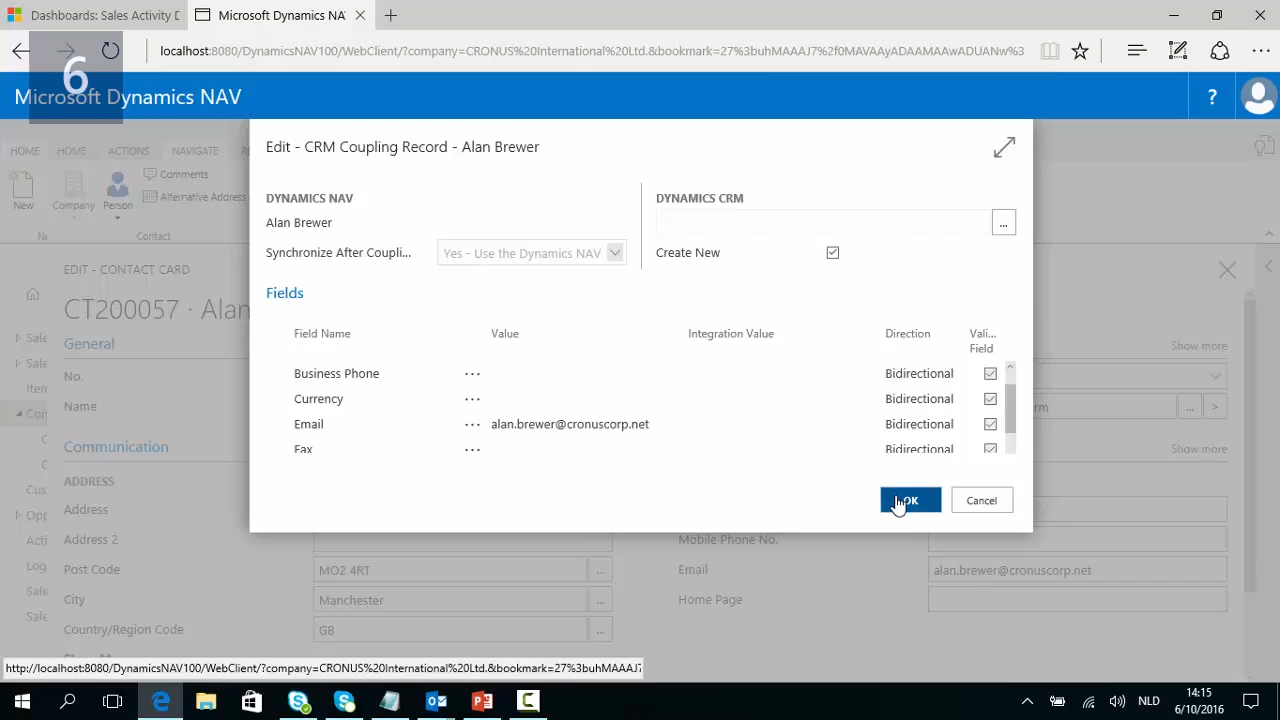 Dashboards: Sales Activity D
Microsoft Dynamics NA
localhost:8080/DynamicsNAV100/WebClient/?company=CRONUS%20International%20Ltd.&bookmark=27%3buhMAAAJ7%2f0MAVAAyADAAMAAwADUANw%3
6
Microsoft Dynamics NAV
?
HOME HOME ACTIONS NAVIGATE
New
Company
Person
Comments
Alternative Address
Contact
Edit - CRM Coupling Record - Alan Brewer
DYNAMICS NAV
Alan Brewer
Synchronize After Coupli... Yes - Use the Dynamics NAV
DYNAMICS CRM
...
Create New
Fields
Field Name Value Integration Value Direction Vali... Field
Business Phone ... Bidirectional
Currency ... Bidirectional
Email ... alan.brewer@cronuscorp.net Bidirectional
Fax ... Bidirectional
OK Cancel
EDIT - CONTACT CARD
CT200057 · Alan
General
Show more
No.
Name
Communication
Show more
ADDRESS
Address
Address 2
Mobile Phone No.
Post Code MO2 4RT ...
Email alan.brewer@cronuscorp.net
City Manchester ...
Home Page
Country/Region Code GB ...
http://localhost:8080/DynamicsNAV100/WebClient/?company=CRONUS%20International%20Ltd.&bookmark=27%3buhMAAAJ7
NLD
14:15
6/10/2016